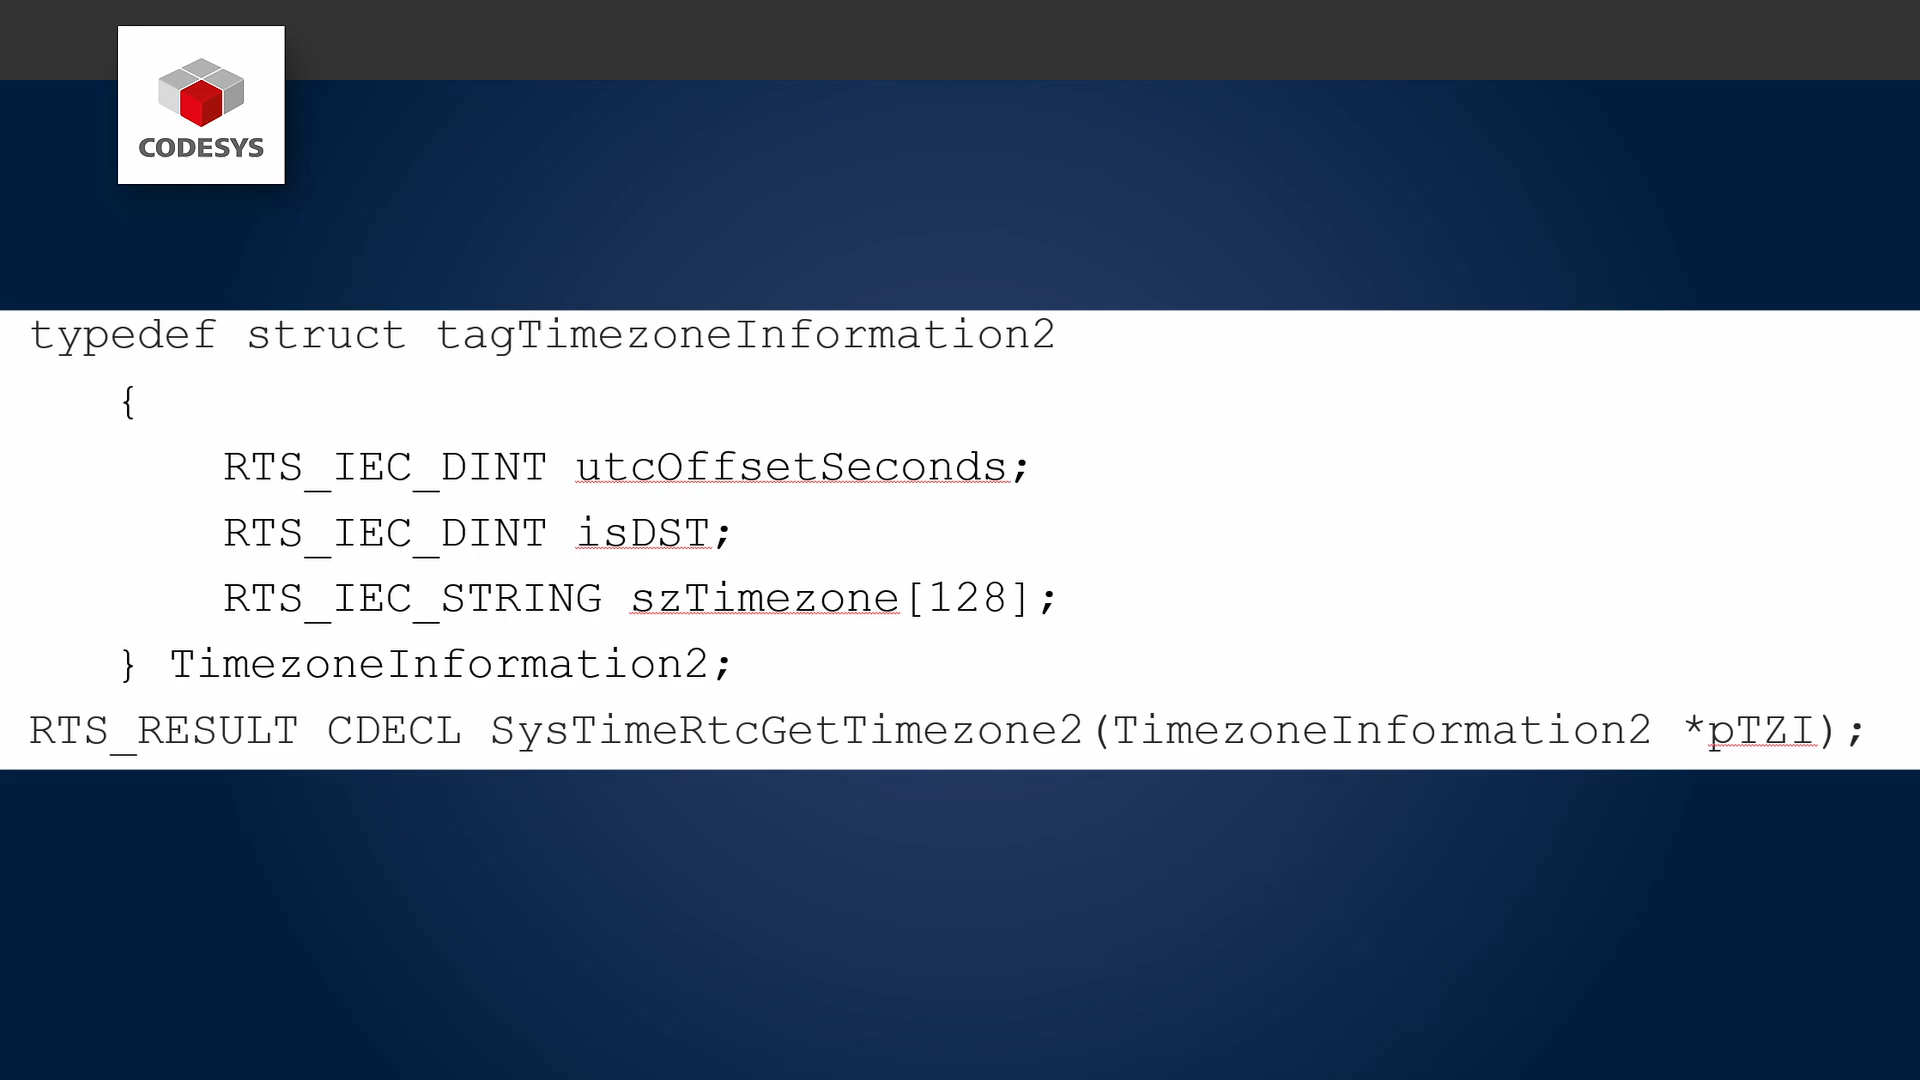 CODESYS
typedef struct tagTimezoneInformation2
{
RTS_IEC_DINT utcOffsetSeconds;
RTS_IEC_DINT isDST;
RTS_IEC_STRING szTimezone[128];
} TimezoneInformation2;
RTS_RESULT CDECL SysTimeRtcGetTimezone2(TimezoneInformation2 *pTZI);